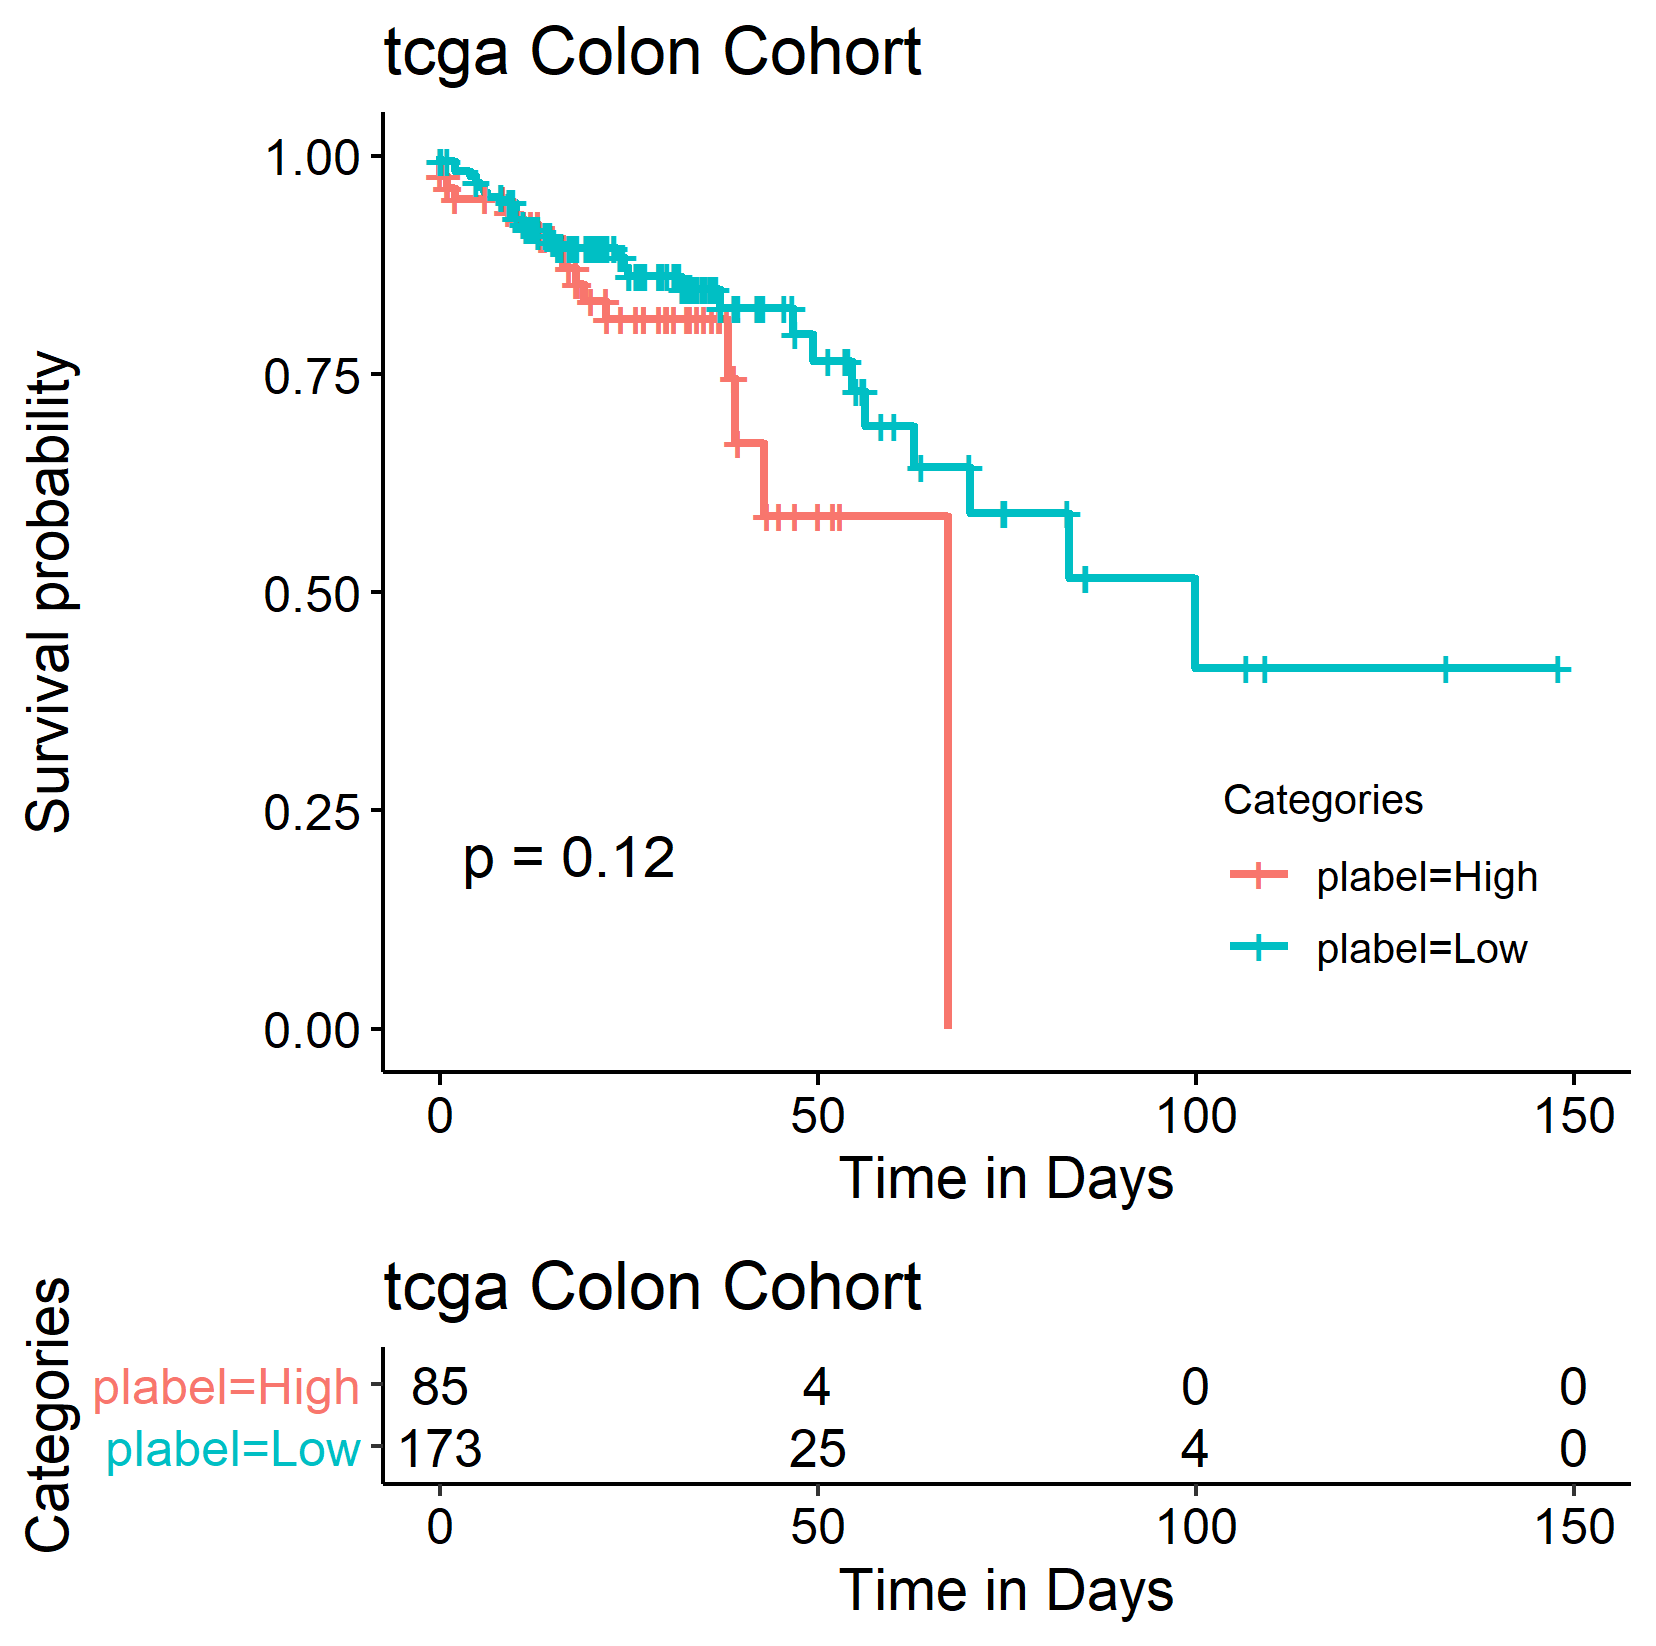 tcga Colon Cohort
Survival probability
1.00
0.75
0.50
0.25
0.00
p = 0.12
Categories
plabel=High
plabel=Low
0 50 100 150
Time in Days
tcga Colon Cohort
Categories
plabel=High 85 4 0 0
plabel=Low 173 25 4 0
0 50 100 150
Time in Days